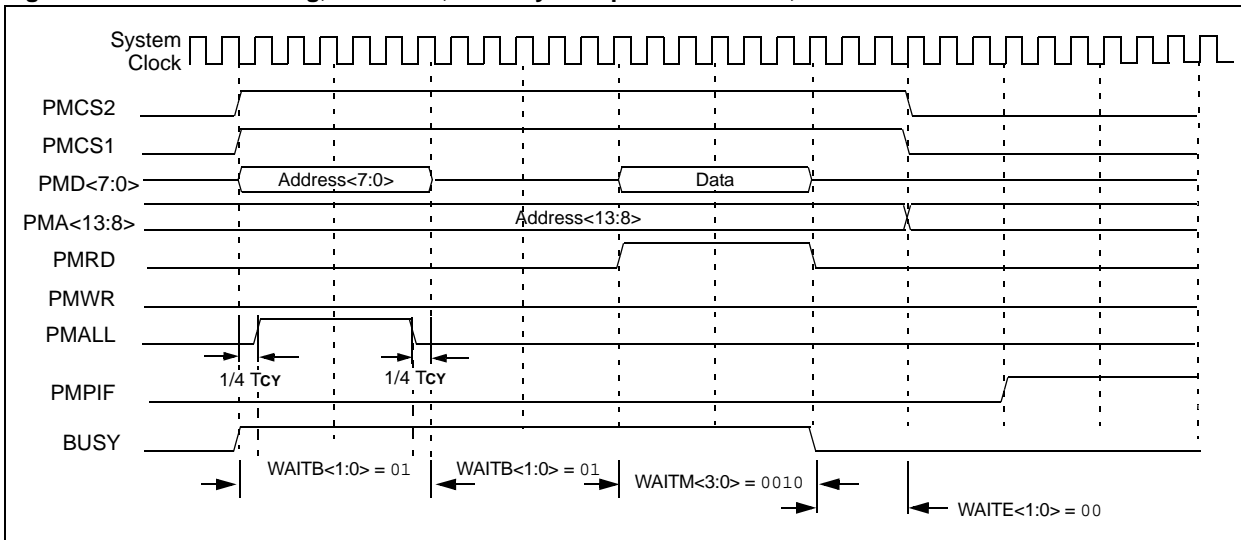 System
Clock
PMCS2
PMCS1
PMD<7:0>
Address<7:0>
Data
PMA<13:8>
Address<13:8>
PMRD
PMWR
PMALL
1/4 TCY
1/4 TCY
PMPIF
BUSY
WAITB<1:0> = 01
WAITB<1:0> = 01
WAITM<3:0> = 0010
WAITE<1:0> = 00